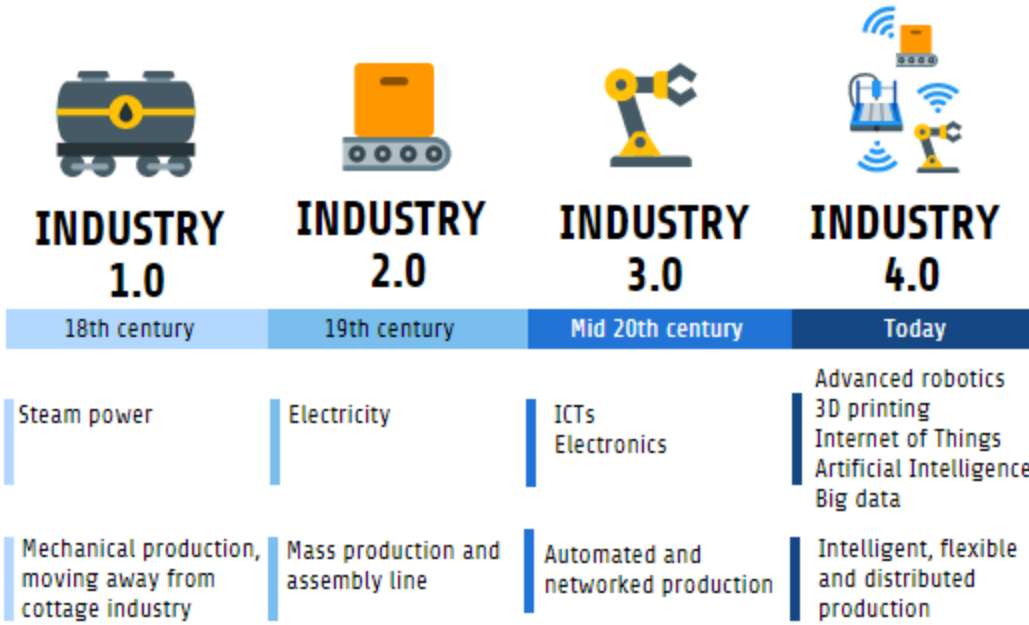 INDUSTRY
1.0
INDUSTRY
2.0
INDUSTRY
3.0
INDUSTRY
4.0
18th century
19th century
Mid 20th century
Today
Steam power
Electricity
ICTs
Electronics
Advanced robotics
3D printing
Internet of Things
Artificial Intelligence
Big data
Mechanical production,
moving away from
cottage industry
Mass production and
assembly line
Automated and
networked production
Intelligent, flexible
and distributed
production